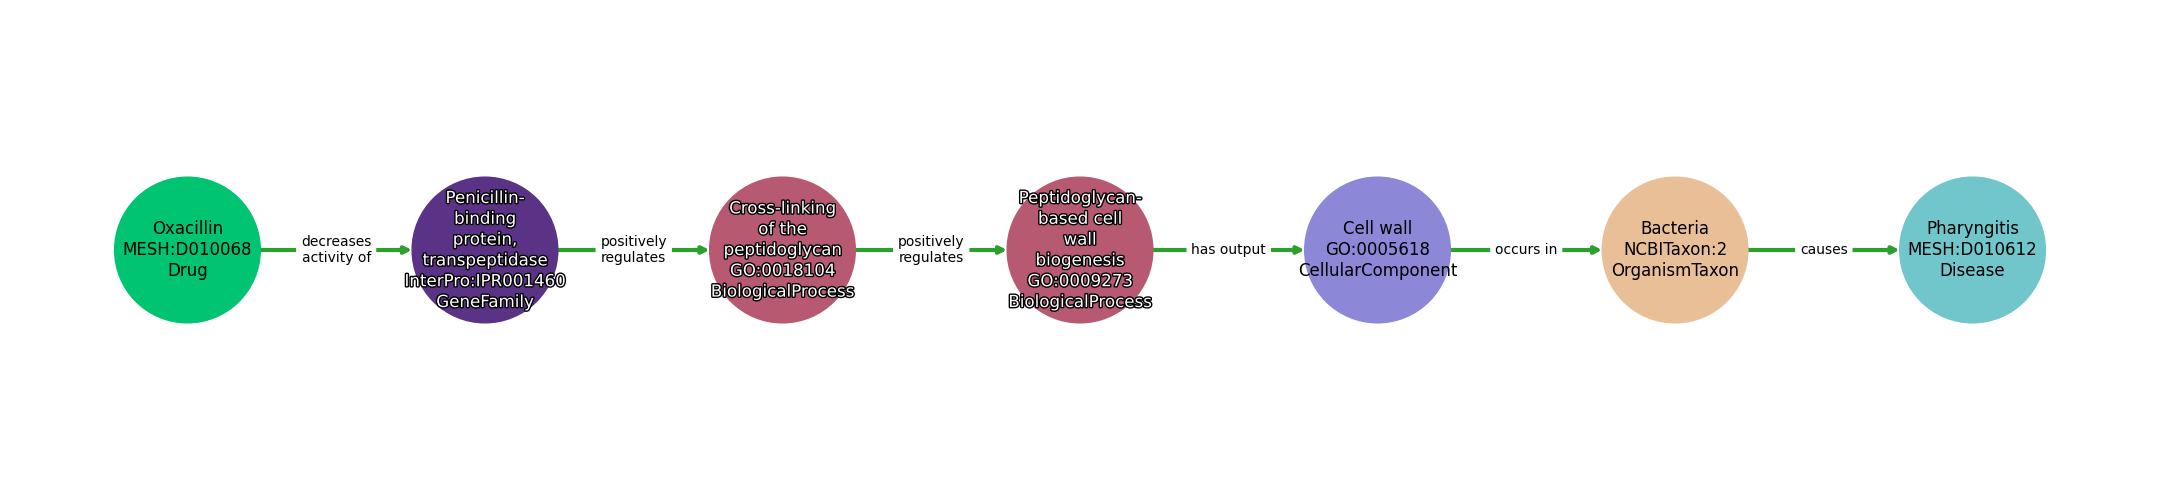 Oxacillin
MESH:D010068
Drug
decreases
activity of
Penicillin-
binding
protein,
transpeptidase
InterPro:IPR001460
GeneFamily
positively
regulates
Cross-linking
of the
peptidoglycan
GO:0018104
BiologicalProcess
positively
regulates
Peptidoglycan-
based cell
wall
biogenesis
GO:0009273
BiologicalProcess
has output
Cell wall
GO:0005618
CellularComponent
occurs in
Bacteria
NCBITaxon:2
OrganismTaxon
causes
Pharyngitis
MESH:D010612
Disease